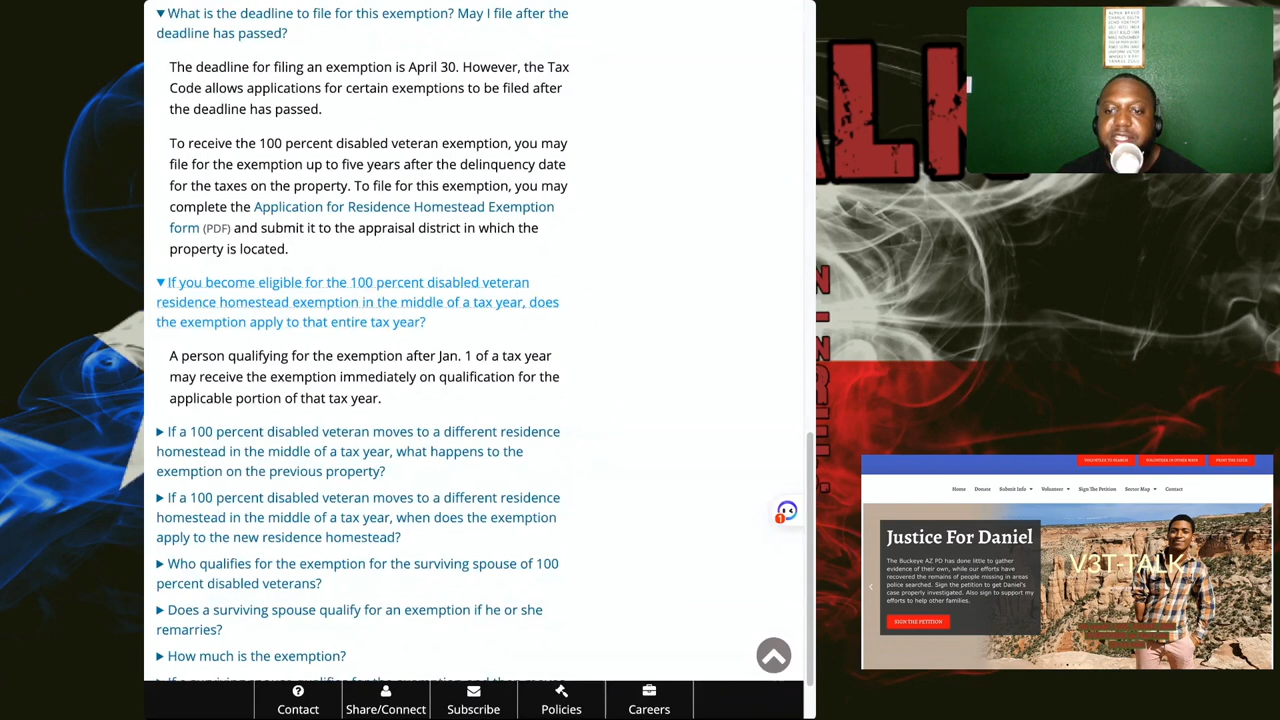 ▼ What is the deadline to file for this exemption? May I file after the
deadline has passed?
The deadline for filing an exemption is April 30. However, the Tax
Code allows applications for certain exemptions to be filed after
the deadline has passed.
To receive the 100 percent disabled veteran exemption, you may
file for the exemption up to five years after the delinquency date
for the taxes on the property. To file for this exemption, you may
complete the Application for Residence Homestead Exemption
form (PDF) and submit it to the appraisal district in which the
property is located.
▼ If you become eligible for the 100 percent disabled veteran
residence homestead exemption in the middle of a tax year, does
the exemption apply to that entire tax year?
A person qualifying for the exemption after Jan. 1 of a tax year
may receive the exemption immediately on qualification for the
applicable portion of that tax year.
▶ If a 100 percent disabled veteran moves to a different residence
homestead in the middle of a tax year, what happens to the
exemption on the previous property?
▶ If a 100 percent disabled veteran moves to a different residence
homestead in the middle of a tax year, when does the exemption
apply to the new residence homestead?
▶ Who qualifies for the exemption for the surviving spouse of 100
percent disabled veterans?
▶ Does a surviving spouse qualify for an exemption if he or she
remarries?
▶ How much is the exemption?
1
Contact
Share/Connect
Subscribe
Policies
Careers
VOLUNTEER TO SEARCH
VOLUNTEER IN OTHER WAYS
PRINT THE FLYER
Home Donate Submit Info Volunteer Sign The Petition Sector Map Contact
Justice For Daniel
The Buckeye AZ PD has done little to gather
evidence of their own, while our efforts have
recovered the remains of people missing in areas
police searched. Sign the petition to get Daniel's
case properly investigated. Also sign to support my
efforts to help other families.
SIGN THE PETITION
V3T-TALK